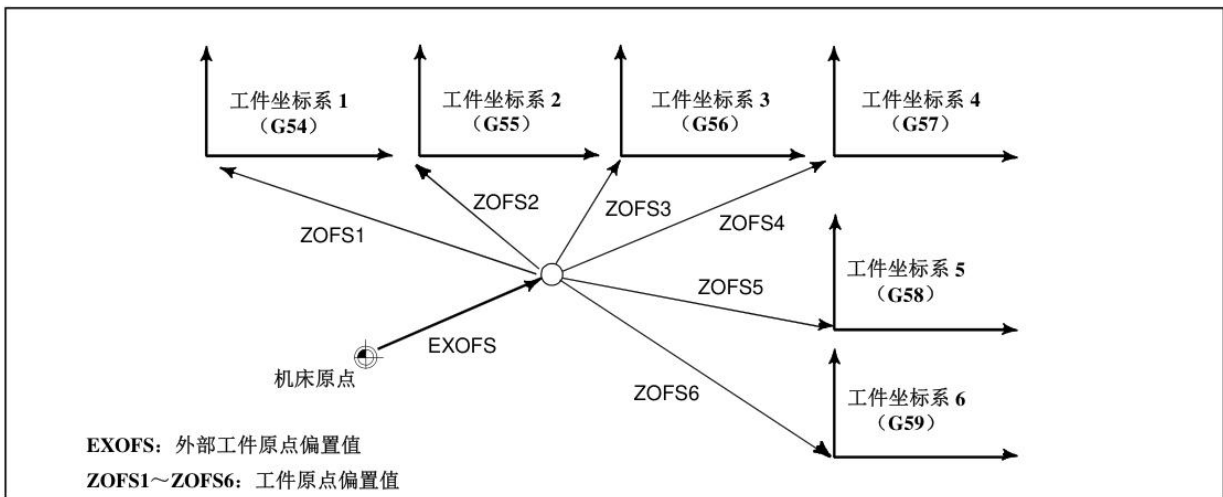 工件坐标系 1
（G54）
工件坐标系 2
（G55）
工件坐标系 3
（G56）
工件坐标系 4
（G57）
ZOFS1
ZOFS2
ZOFS3
ZOFS4
ZOFS5
工件坐标系 5
（G58）
EXOFS
机床原点
ZOFS6
工件坐标系 6
（G59）
EXOFS：外部工件原点偏置值
ZOFS1～ZOFS6：工件原点偏置值